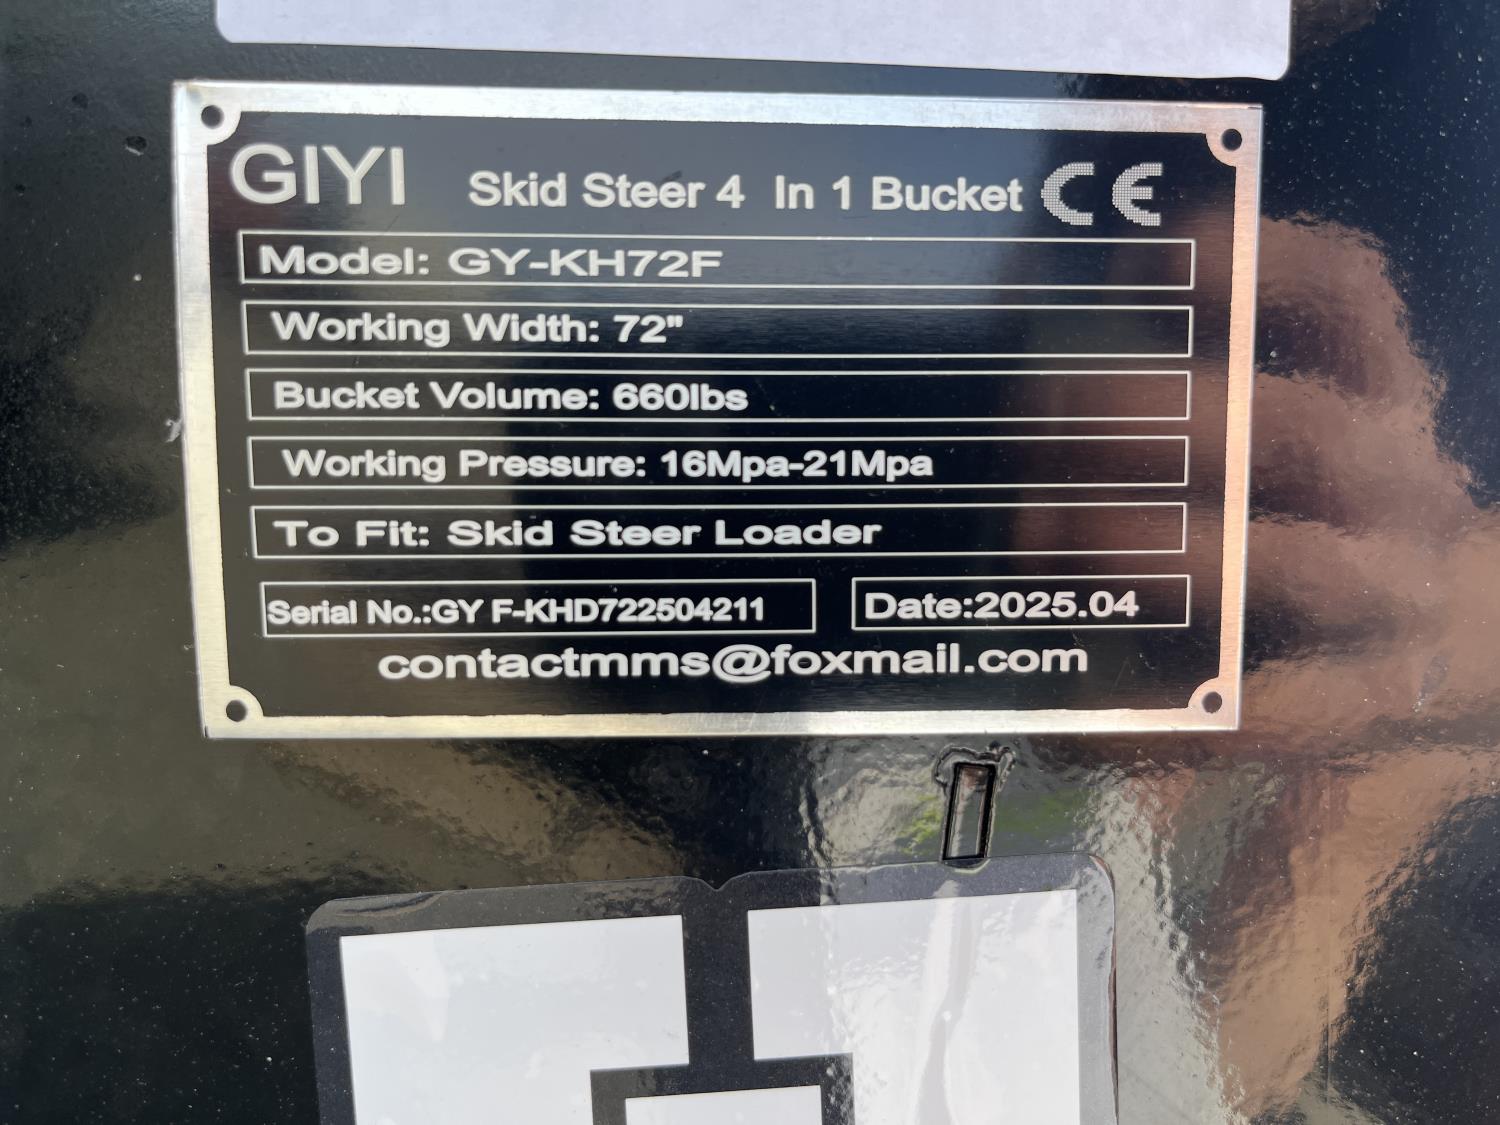 GIYI Skid Steer 4 In 1 Bucket CE
Model: GY-KH72F
Working Width: 72"
Bucket Volume: 660lbs
Working Pressure: 16Mpa-21Mpa
To Fit: Skid Steer Loader
Serial No.:GY F-KHD722504211 Date:2025.04
contactmms@foxmail.com